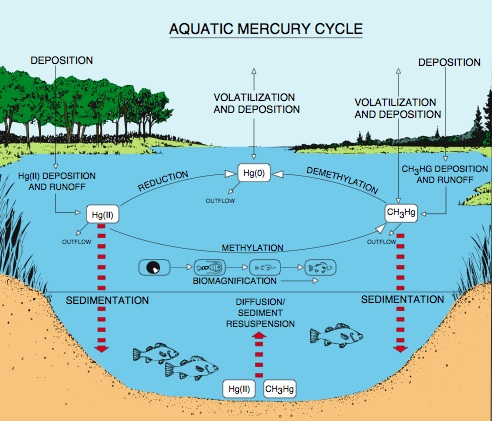 AQUATIC MERCURY CYCLE
DEPOSITION
DEPOSITION
VOLATILIZATION
AND DEPOSITION
VOLATILIZATION
AND DEPOSITION
Hg(II) DEPOSITION
AND RUNOFF
REDUCTION
Hg(0)
DEMETHYLATION
CH3HG DEPOSITION
AND RUNOFF
OUTFLOW
Hg(II)
CH3Hg
OUTFLOW
METHYLATION
OUTFLOW
BIOMAGNIFICATION
SEDIMENTATION
DIFFUSION/
SEDIMENT
RESUSPENSION
SEDIMENTATION
Hg(II)
CH3Hg